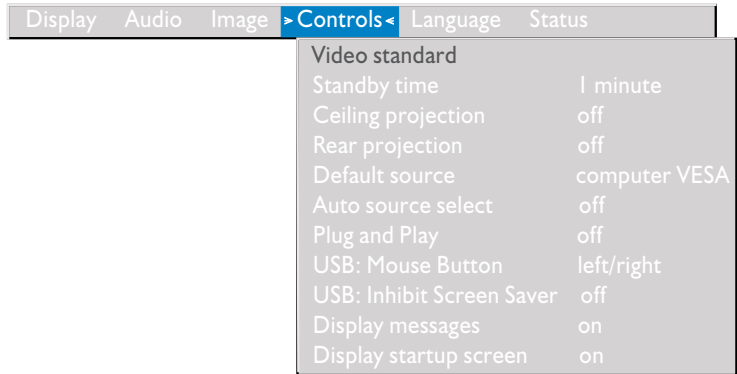 Display Audio Image > Controls < Language Status
Video standard
Standby time 1 minute
Ceiling projection off
Rear projection off
Default source computer VESA
Auto source select off
Plug and Play off
USB: Mouse Button left/right
USB: Inhibit Screen Saver off
Display messages on
Display startup screen on